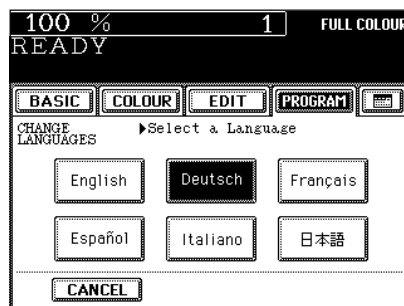 100 % 1 FULL COLOUR
READY
BASIC COLOUR EDIT PROGRAM
CHANGE LANGUAGES ▶Select a Language
English Deutsch Français
Español Italiano 日本語
CANCEL